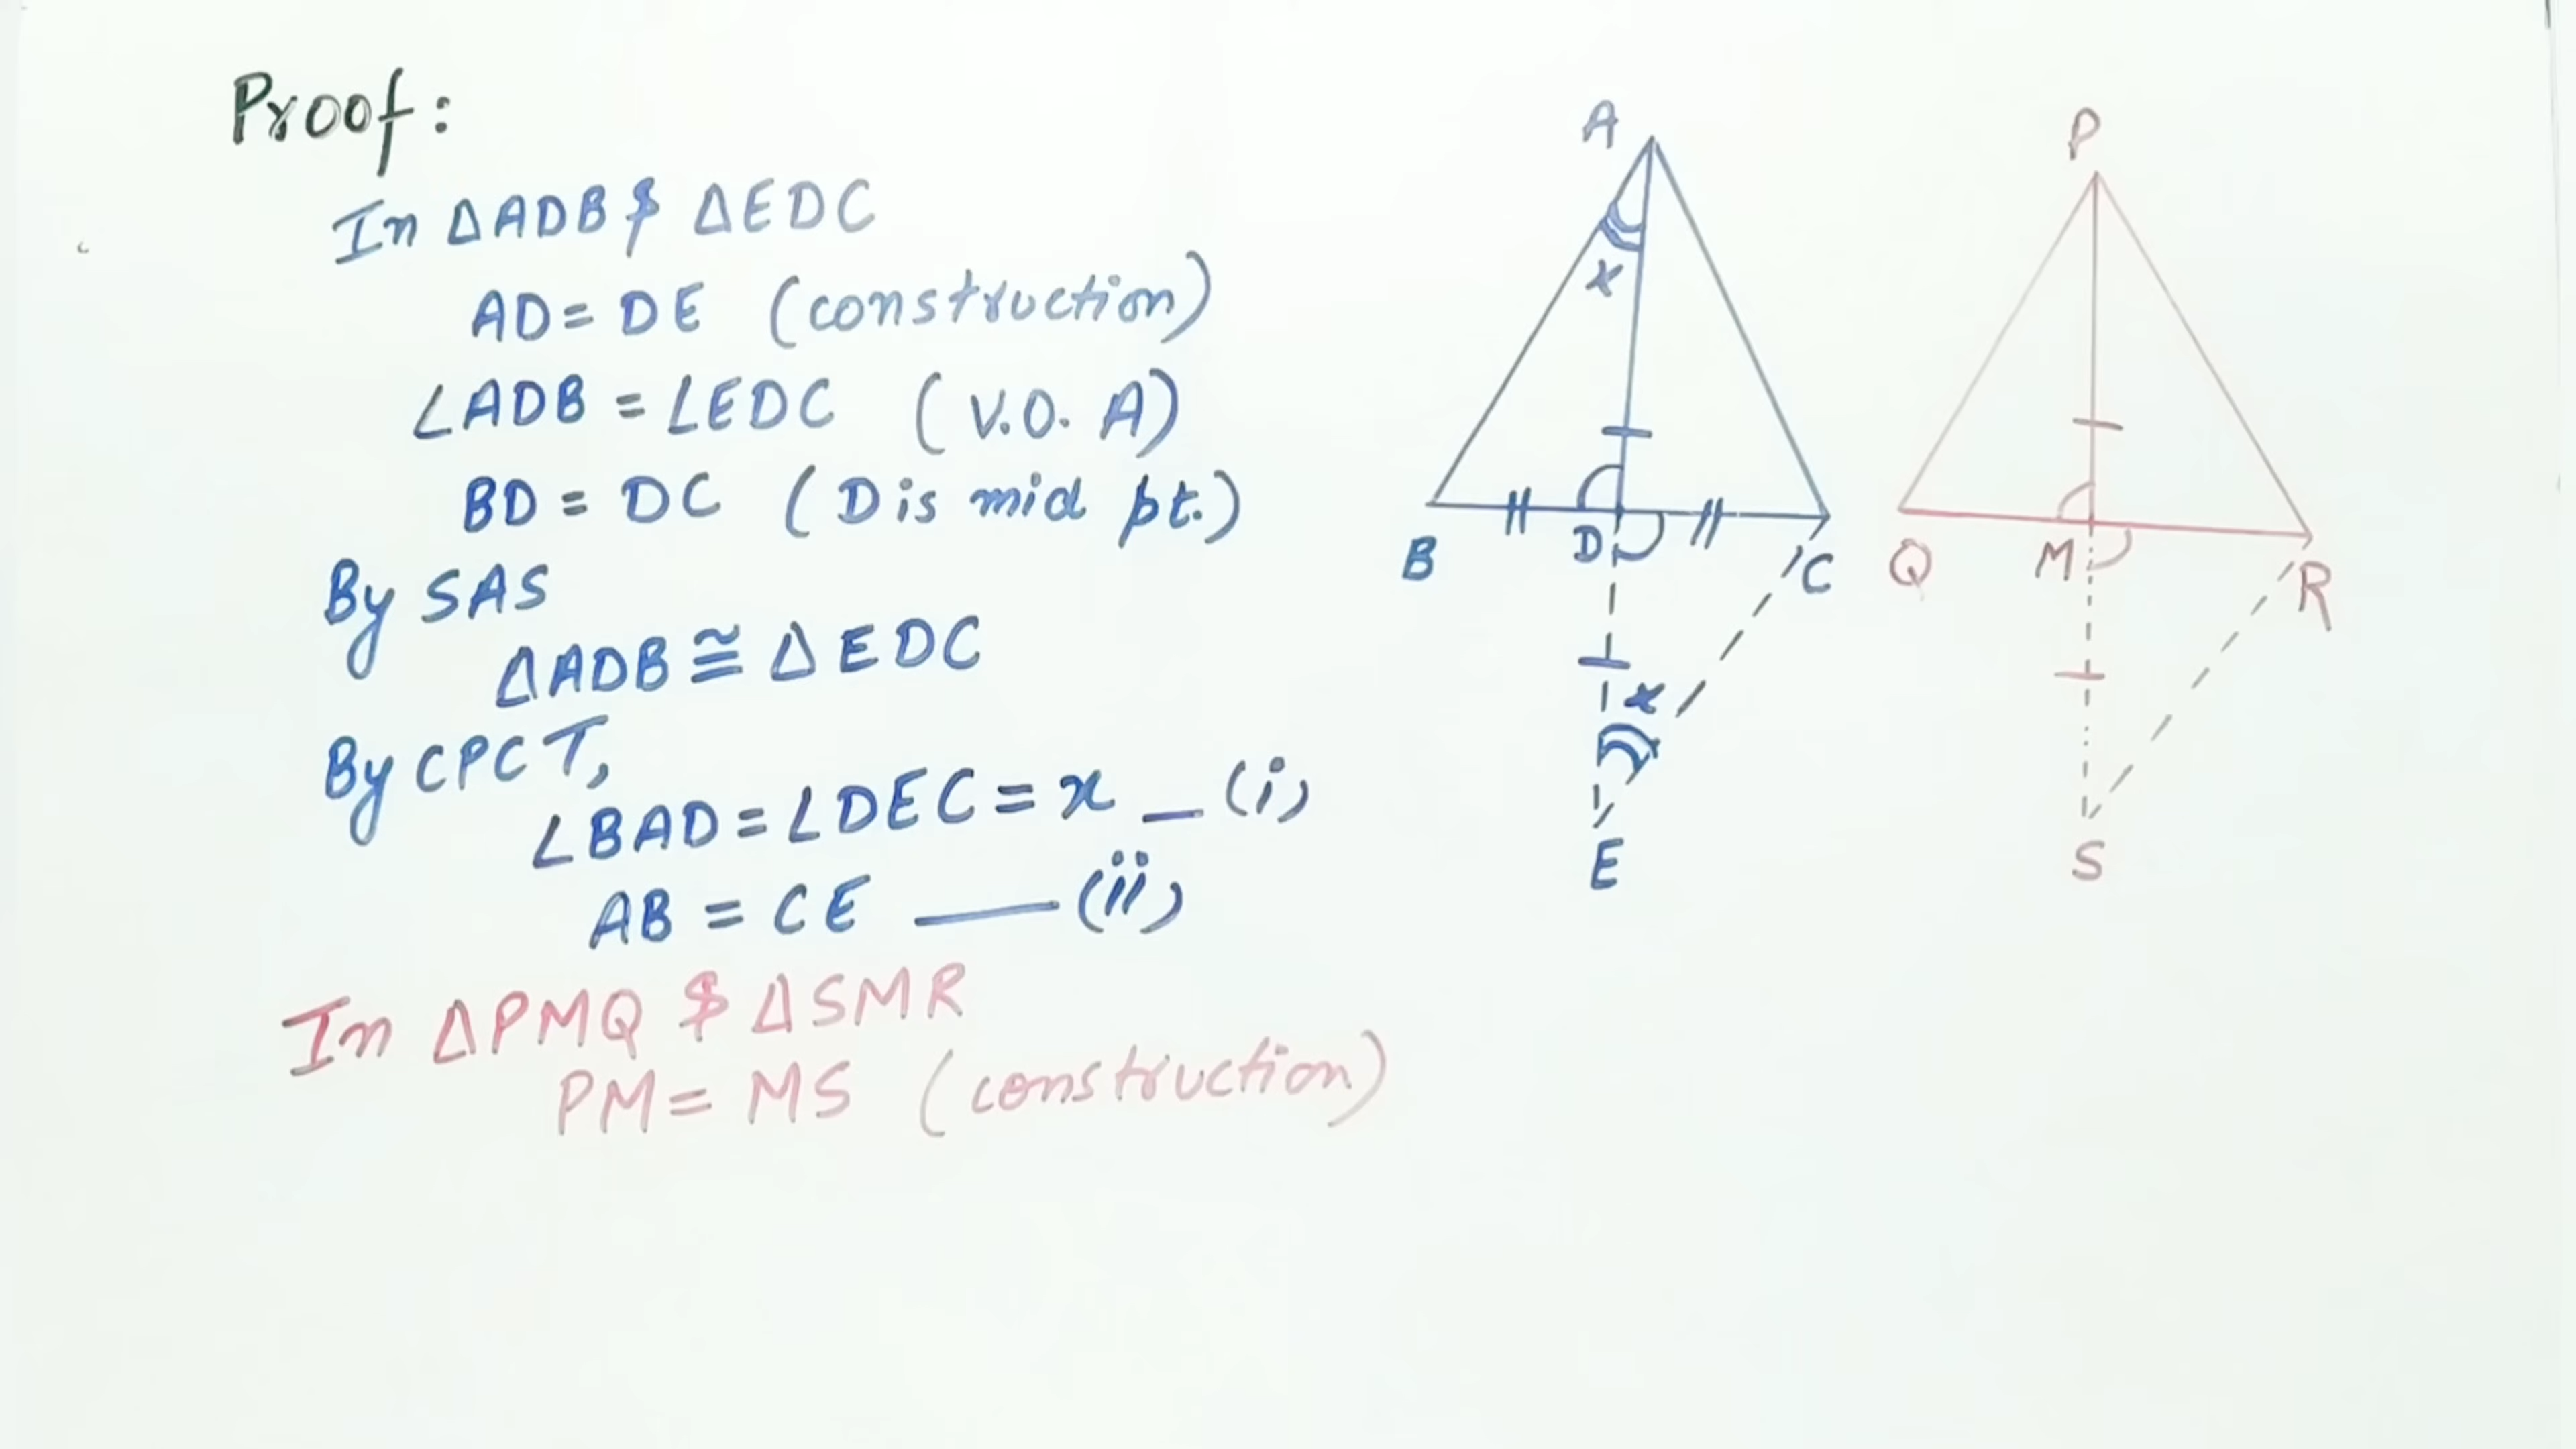 Proof:
In ΔADB & ΔEDC
AD = DE (construction)
∠ADB = ∠EDC (V.O.A)
BD = DC (D is mid pt.)
By SAS
ΔADB ≅ ΔEDC
By CPCT,
∠BAD = ∠DEC = x _ (i)
AB = CE — (ii)
In ΔPMQ & ΔSMR
PM = MS (construction)
A
x
B
D
C
x
E
P
Q
M
R
S